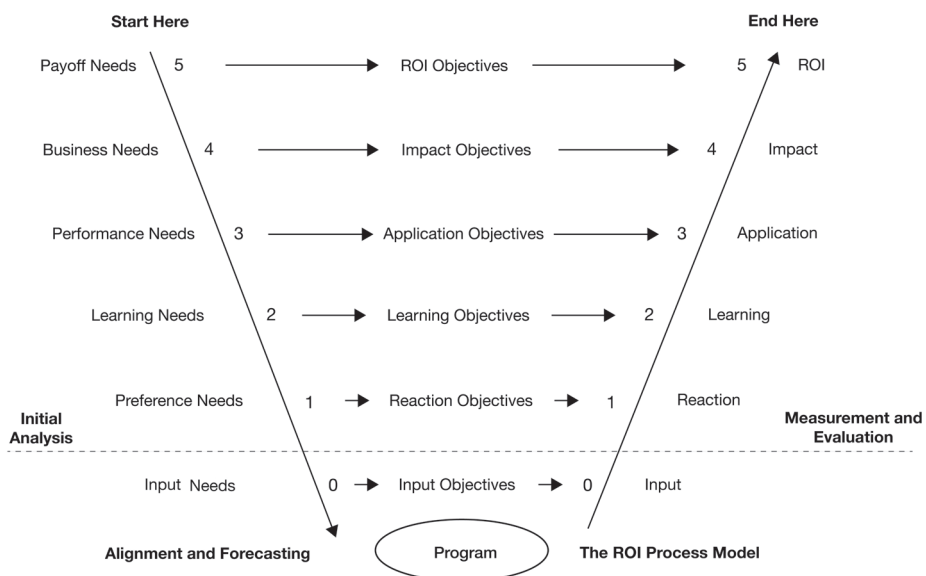 Start Here End Here
Payoff Needs 5 ROI Objectives 5 ROI
Business Needs 4 Impact Objectives 4 Impact
Performance Needs 3 Application Objectives 3 Application
Learning Needs 2 Learning Objectives 2 Learning
Preference Needs 1 Reaction Objectives 1 Reaction
Initial
Analysis
Measurement and
Evaluation
Input Needs 0 Input Objectives 0 Input
Alignment and Forecasting Program The ROI Process Model